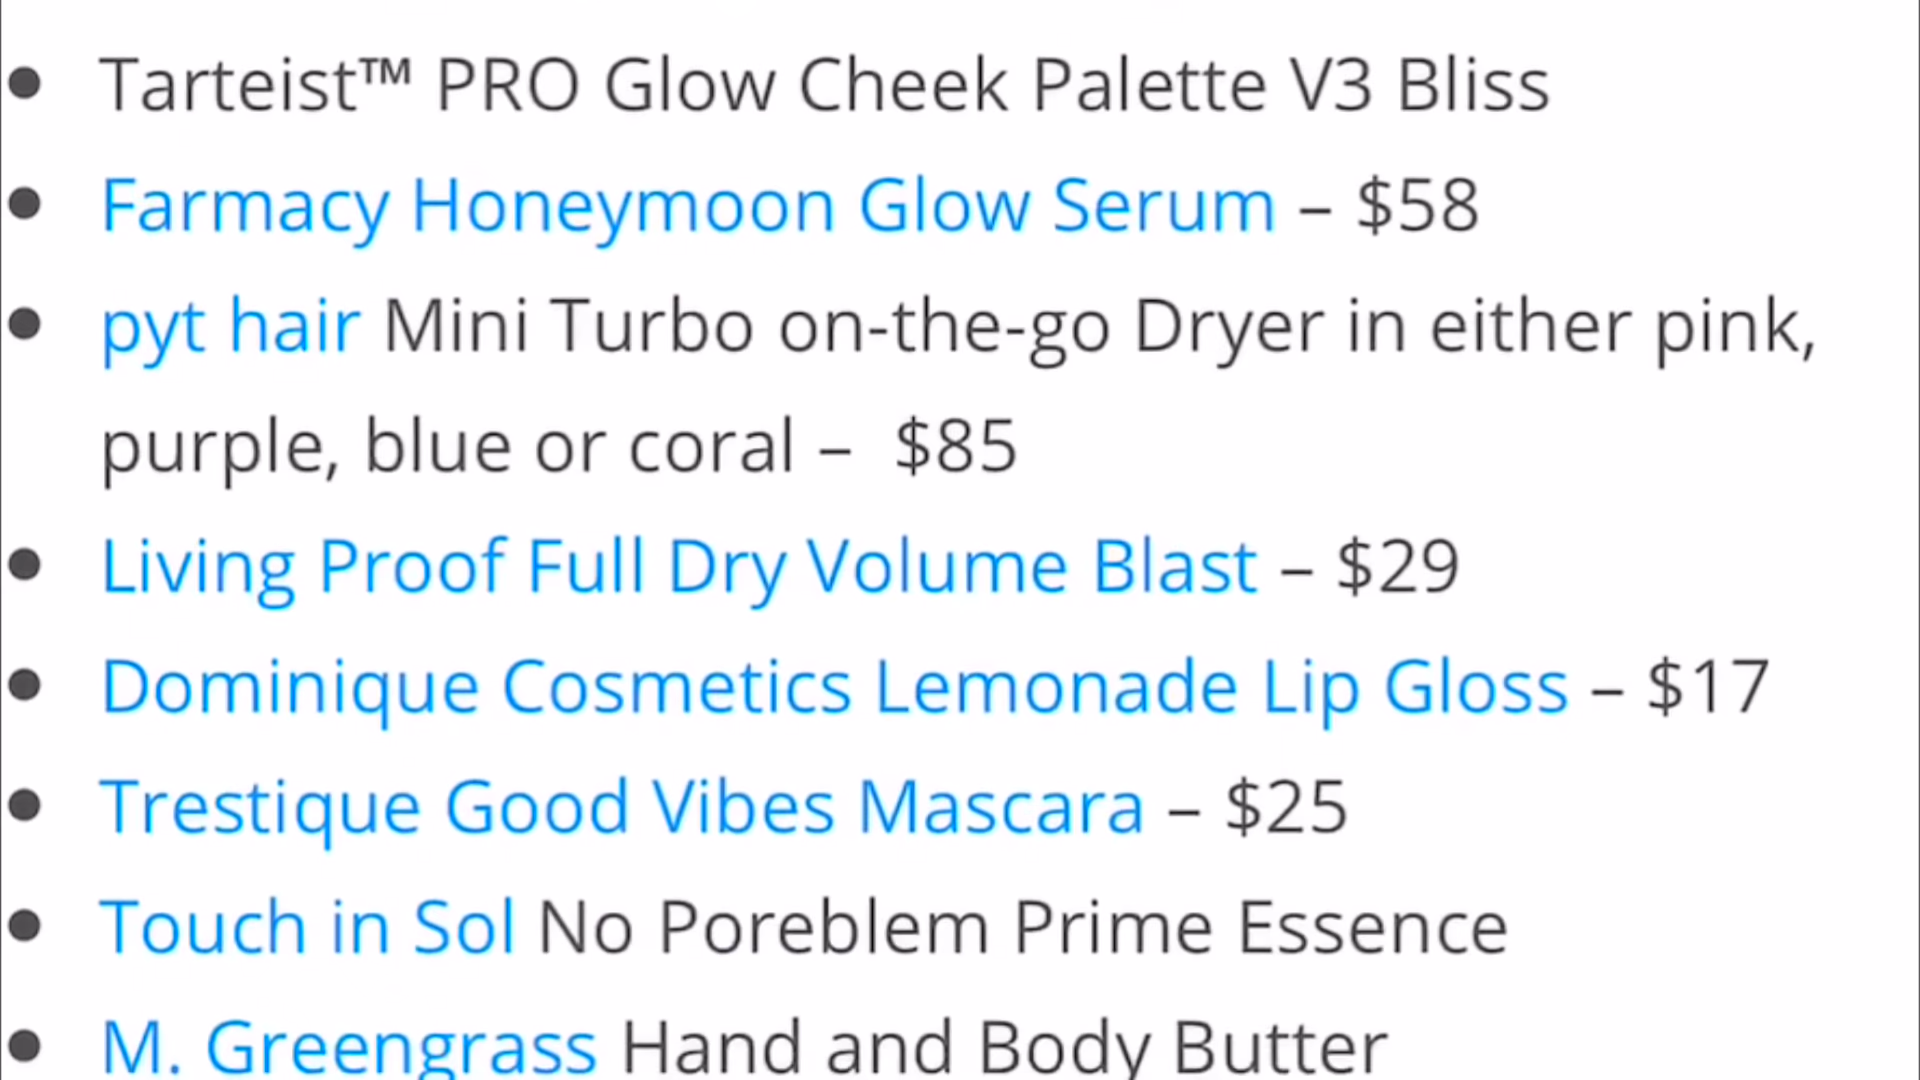 • Tarteist™ PRO Glow Cheek Palette V3 Bliss
• Farmacy Honeymoon Glow Serum – $58
• pyt hair Mini Turbo on-the-go Dryer in either pink,
purple, blue or coral –  $85
• Living Proof Full Dry Volume Blast – $29
• Dominique Cosmetics Lemonade Lip Gloss – $17
• Trestique Good Vibes Mascara – $25
• Touch in Sol No Poreblem Prime Essence
• M. Greengrass Hand and Body Butter